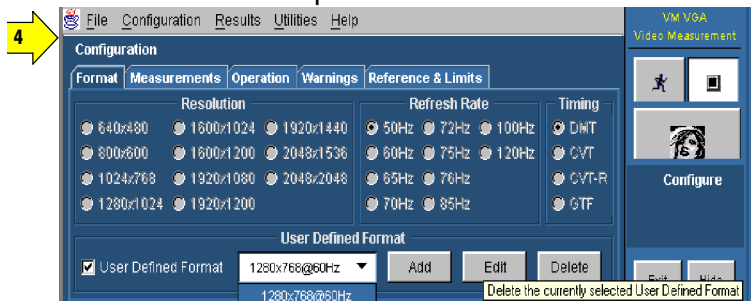 4
File Configuration Results Utilities Help
VM VGA
Video Measurement
Configuration
Format Measurements Operation Warnings Reference & Limits
Resolution Refresh Rate Timing
640x480 1600x1024 1920x1440 50Hz 72Hz 100Hz DMT
800x600 1600x1200 2048x1536 60Hz 75Hz 120Hz CVT
1024x768 1920x1080 2048x2048 65Hz 76Hz CVT-R
1280x1024 1920x1200 70Hz 85Hz GTF
Configure
User Defined Format
User Defined Format 1280x768@60Hz Add Edit Delete
1280x768@60Hz
Delete the currently selected User Defined Format